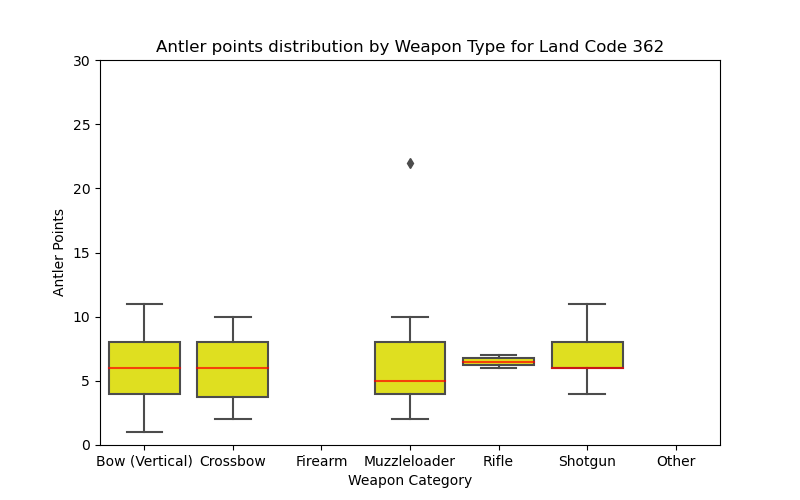 Antler points distribution by Weapon Type for Land Code 362
30
25
20
15
10
5
0
Antler Points
Bow (Vertical) Crossbow Firearm Muzzleloader Rifle Shotgun Other
Weapon Category